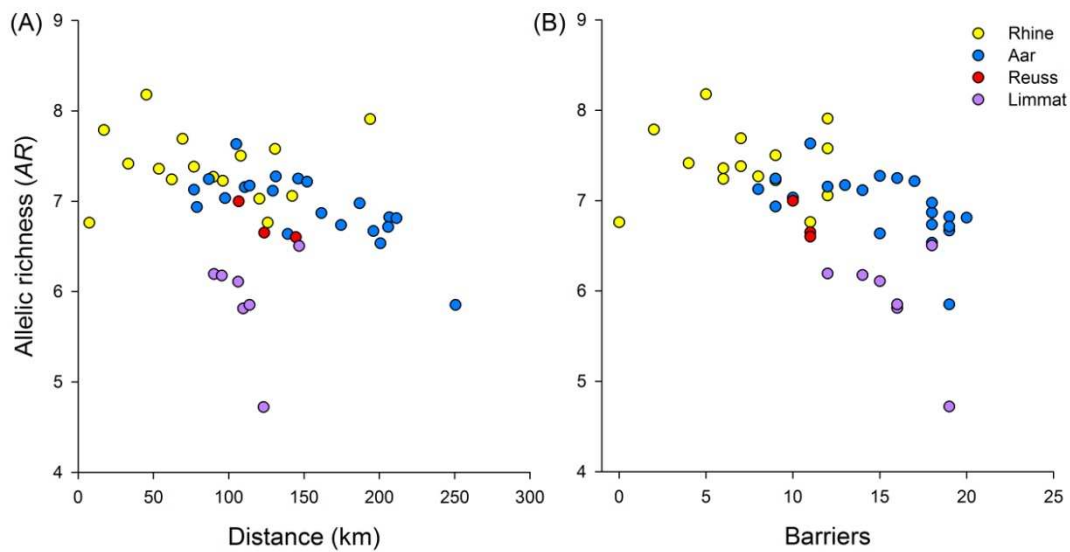 (A)
(B)
Rhine
Aar
Reuss
Limmat
Allelic richness (AR)
9
8
7
6
5
4
0 50 100 150 200 250 300
Distance (km)
9
8
7
6
5
4
0 5 10 15 20 25
Barriers